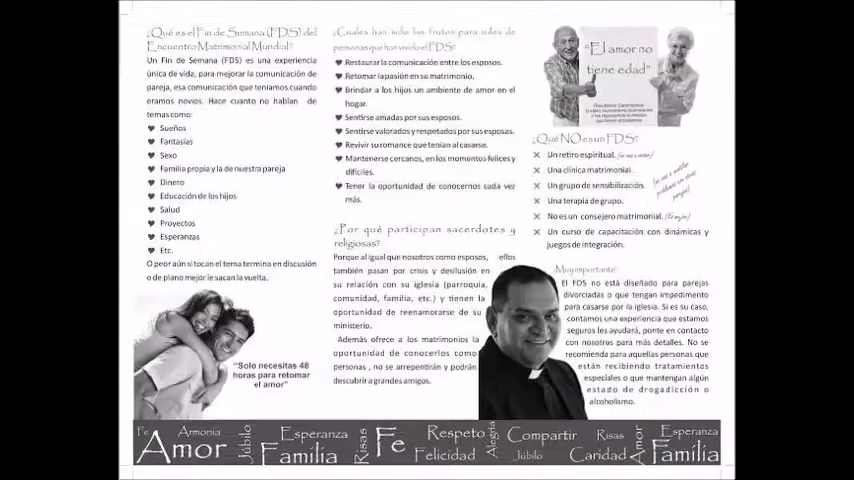 ¿Qué es el Fin de Semana (FDS) del
Encuentro Matrimonial Mundial?
Un Fin de Semana (FDS) es una experiencia
única de vida, para mejorar la comunicación de
pareja, esa comunicación que teníamos cuando
eramos novios. Hace cuanto no hablan de
temas como:
Sueños
Fantasías
Sexo
Familia propia y la de nuestra pareja
Dinero
Educación de los hijos
Salud
Proyectos
Esperanzas
Etc.
O peor aún si tocan el tema termina en discusión
o de plano mejor le sacan la vuelta.
"Solo necesitas 48
horas para retomar
el amor"
¿Cuales han sido los frutos para miles de
personas que han vivido el FDS?
Restaurar la comunicación entre los esposos.
Retomar la pasión en su matrimonio.
Brindar a los hijos un ambiente de amor en el
hogar.
Sentirse amadas por sus esposos.
Sentirse valorados y respetados por sus esposas.
Revivir su romance que tenían al casarse.
Mantenerse cercanos, en los momentos felices y
difíciles.
Tener la oportunidad de conocernos cada vez
más.
¿Por qué participan sacerdotes y
religiosas?
Porque al igual que nosotros como esposos, ellos
también pasan por crisis y desilusión en
su relación con su iglesia (parroquia,
comunidad, familia, etc.) y tienen la
oportunidad de reenamorarse de su
ministerio.
Además ofrece a los matrimonios la
oportunidad de conocerlos como
personas , no se arrepentirán y podrán
descubrir a grandes amigos.
"El amor no
tiene edad"
¿Qué NO es un FDS?
Un retiro espiritual.
Una clínica matrimonial.
Un grupo de sensibilización.
Una terapia de grupo.
No es un consejero matrimonial.
Un curso de capacitación con dinámicas y
juegos de integración.
¡Muy importante!
El FDS no está diseñado para parejas
divorciadas o que tengan impedimento
para casarse por la iglesia. Si es su caso,
contamos una experiencia que estamos
seguros les ayudará, ponte en contacto
con nosotros para más detalles. No se
recomienda para aquellas personas que
están recibiendo tratamientos
especiales o que mantengan algún
estado de drogadicción o
alcoholismo.
Fe Armonía Amor Júbilo Esperanza Familia Risas Fe Respeto Felicidad Alegría Compartir Júbilo Risas Caridad Amor Esperanza Familia